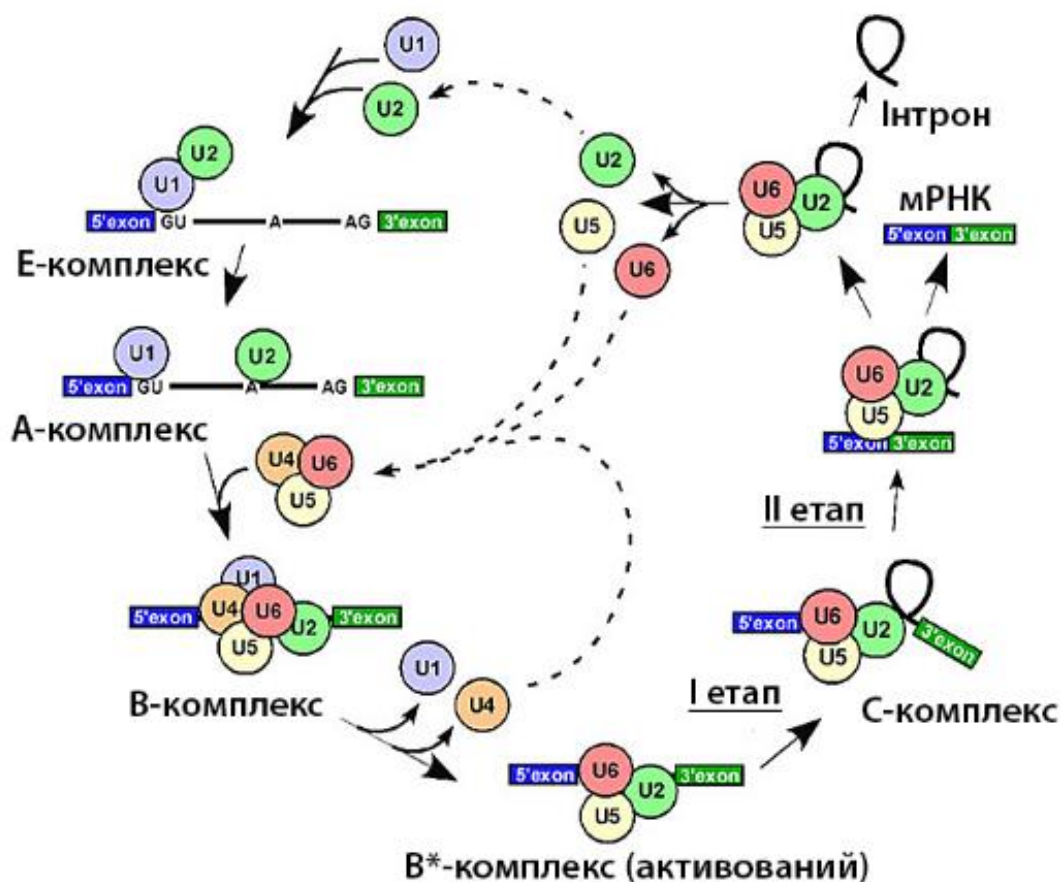 U1
U2
U2
U1
5'exon GU A AG 3'exon
E-комплекс
U1
U2
5'exon GU A AG 3'exon
A-комплекс
U4 U6
U5
U1
5'exon U4 U6 U2 3'exon
U5
B-комплекс
U1
U4
5'exon U6 U2 3'exon
U5
B*-комплекс (активований)
I етап
5'exon U6 U2 3'exon
U5
C-комплекс
II етап
U6 U2
U5
5'exon 3'exon
мРНК
5'exon 3'exon
U6 U2
U5
Інтрон
U2
U5
U6